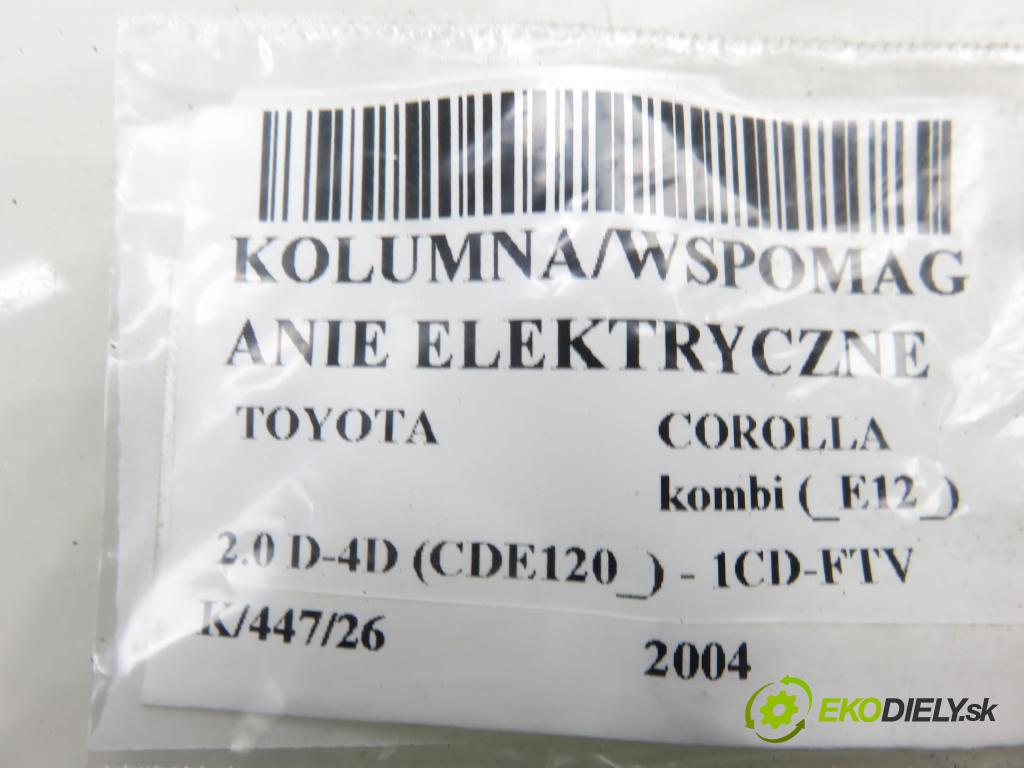 KOLUMNA/WSPOMAG
ANIE ELEKTRYCZNE
TOYOTA COROLLA
kombi (_E12_)
2.0 D-4D (CDE120_) - 1CD-FTV
K/447/26 2004
EKODIELY.sk